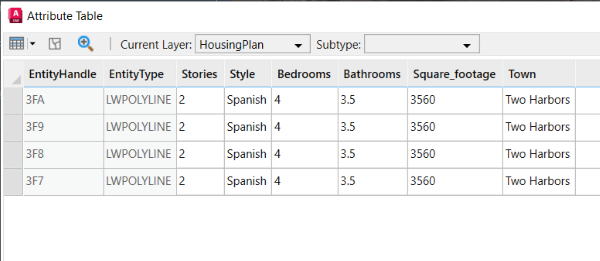 Attribute Table
Current Layer: HousingPlan Subtype:
EntityHandle EntityType Stories Style Bedrooms Bathrooms Square_footage Town
3FA LWPOLYLINE 2 Spanish 4 3.5 3560 Two Harbors
3F9 LWPOLYLINE 2 Spanish 4 3.5 3560 Two Harbors
3F8 LWPOLYLINE 2 Spanish 4 3.5 3560 Two Harbors
3F7 LWPOLYLINE 2 Spanish 4 3.5 3560 Two Harbors